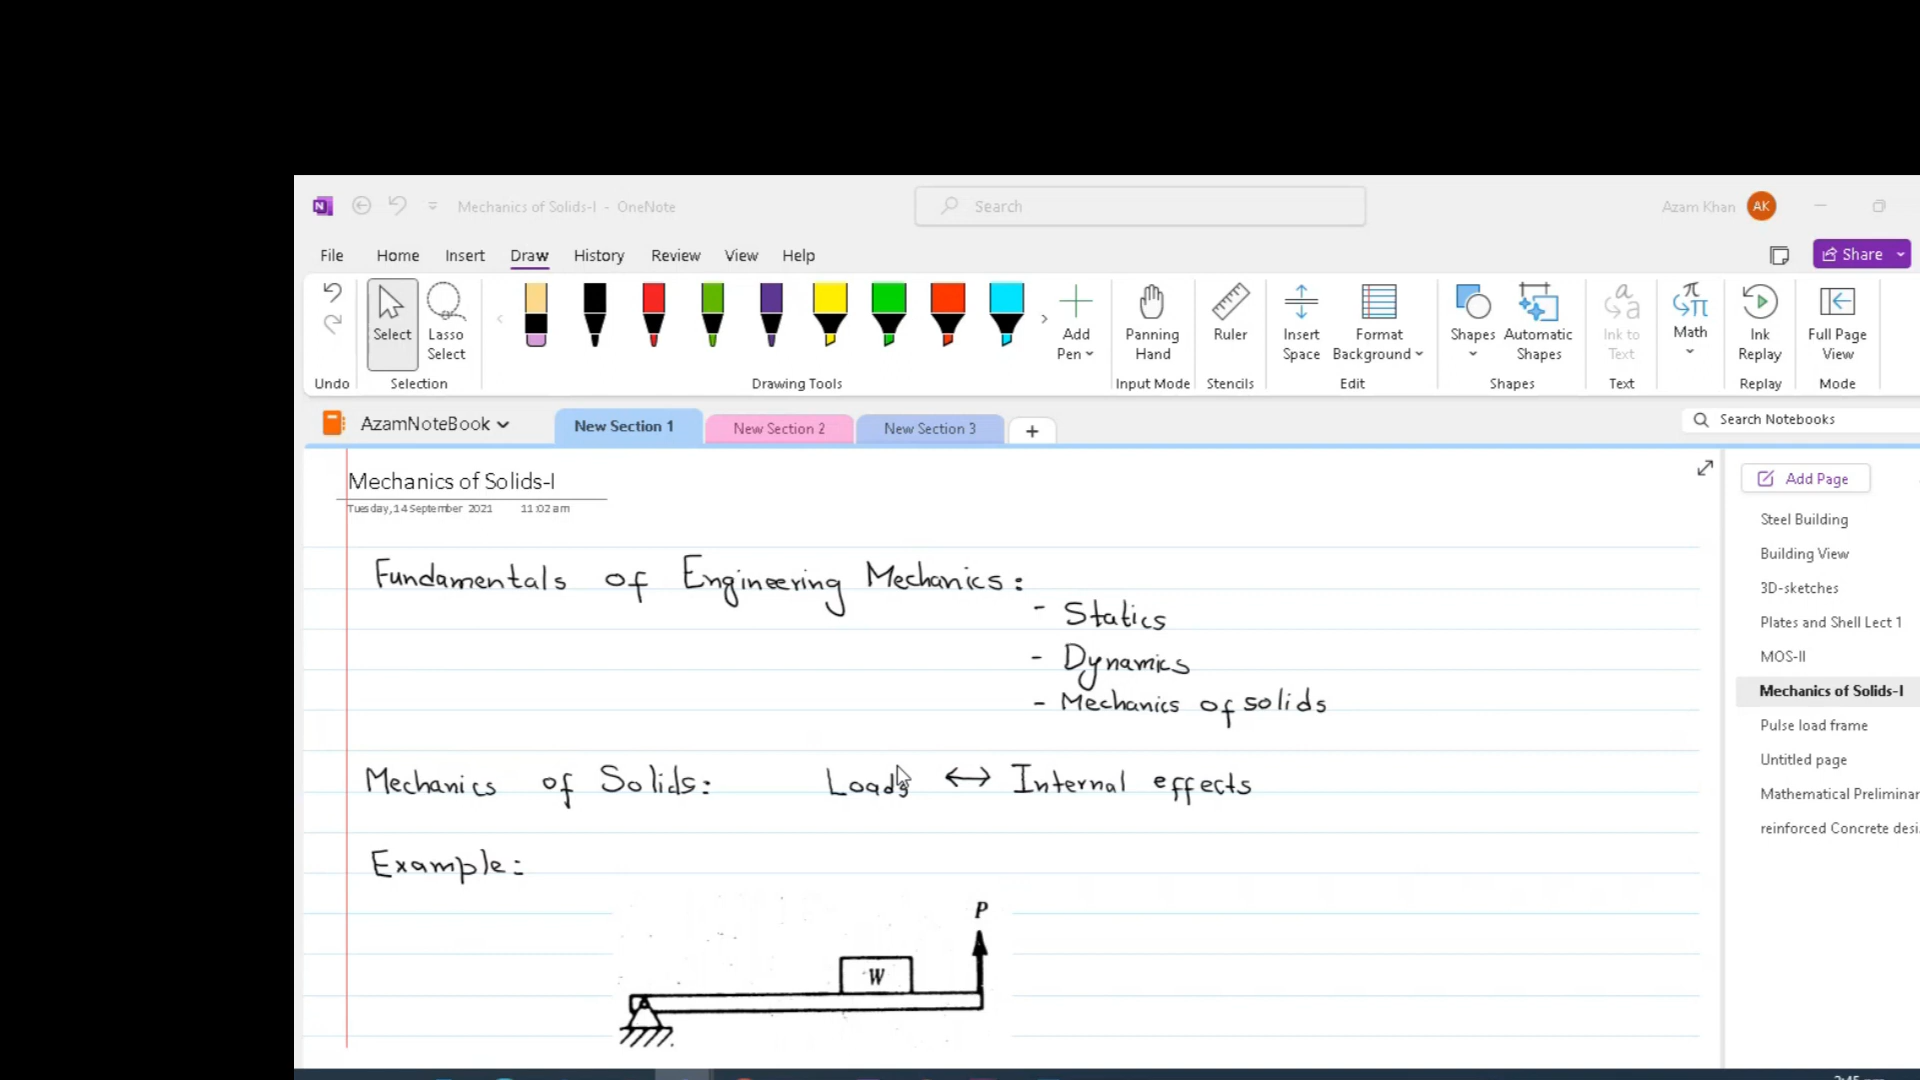 Mechanics of Solids-I - OneNote
Search
Azam Khan AK
File Home Insert Draw History Review View Help
Share
Select
Lasso Select
Add Pen
Panning Hand
Ruler
Insert Space
Format Background
Shapes
Automatic Shapes
Ink to Text
Math
Ink Replay
Full Page View
Undo Selection Drawing Tools Input Mode Stencils Edit Shapes Text Replay Mode
AzamNoteBook New Section 1 New Section 2 New Section 3 +
Search Notebooks
Mechanics of Solids-I
Tuesday, 14 September 2021 11:02 am
Fundamentals of Engineering Mechanics:
- Statics
- Dynamics
- Mechanics of solids
Mechanics of Solids: Loads ↔ Internal effects
Example:
P
W
Add Page
Steel Building
Building View
3D-sketches
Plates and Shell Lect 1
MOS-II
Mechanics of Solids-I
Pulse load frame
Untitled page
Mathematical Preliminar
reinforced Concrete desi